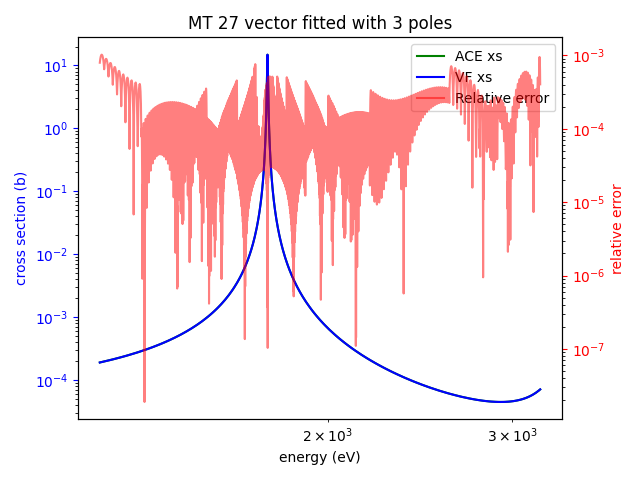 MT 27 vector fitted with 3 poles
ACE xs
VF xs
Relative error
cross section (b)
10¹
10⁰
10⁻¹
10⁻²
10⁻³
10⁻⁴
10⁻³
10⁻⁴
10⁻⁵
10⁻⁶
10⁻⁷
relative error
2 × 10³
3 × 10³
energy (eV)